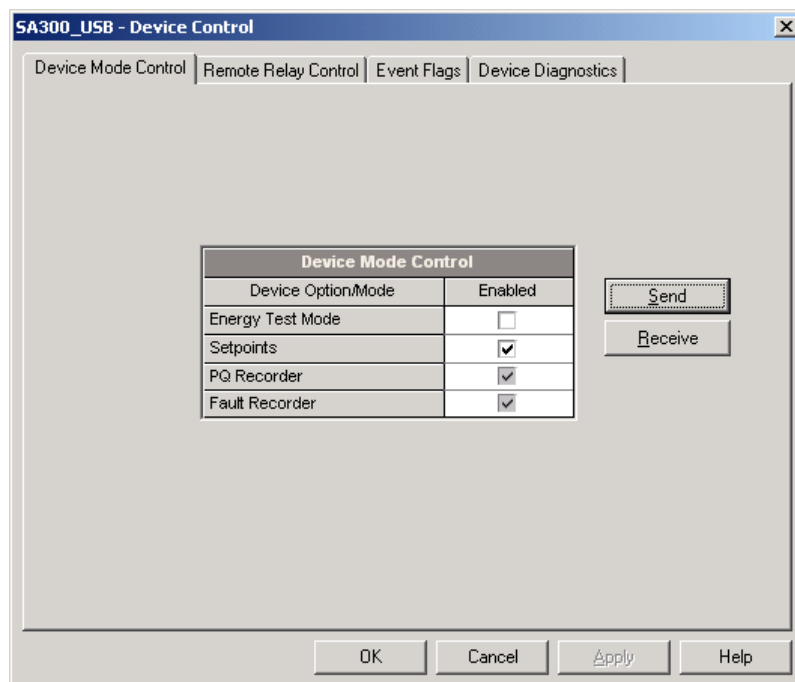 SA300_USB - Device Control
Device Mode Control Remote Relay Control Event Flags Device Diagnostics
Device Mode Control
Device Option/Mode Enabled
Energy Test Mode
Setpoints
PQ Recorder
Fault Recorder
Send
Receive
OK Cancel Apply Help